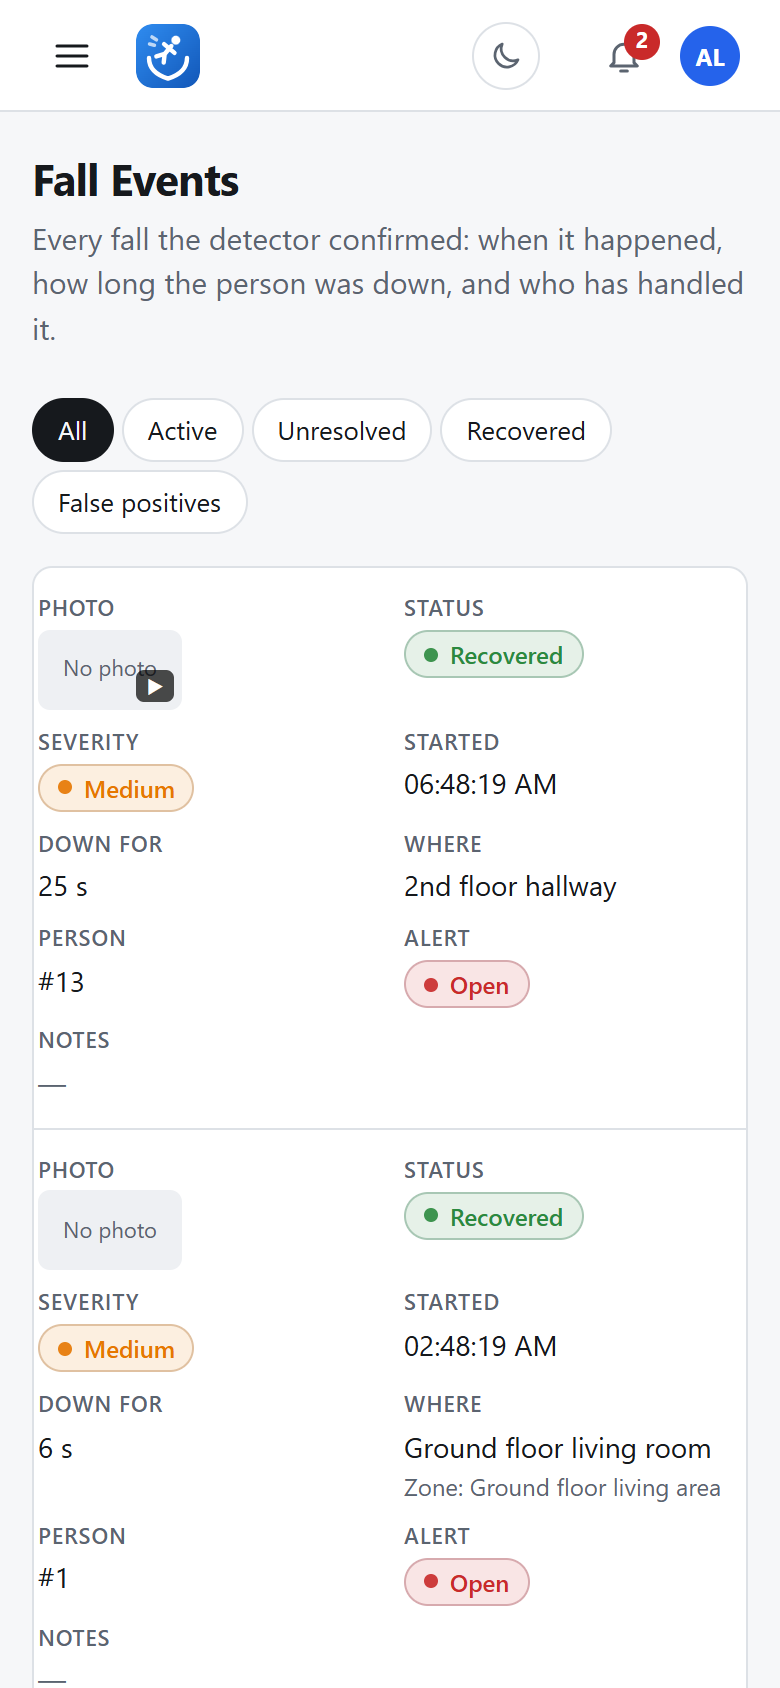 2
AL
Fall Events
Every fall the detector confirmed: when it happened,
how long the person was down, and who has handled
it.
All
Active
Unresolved
Recovered
False positives
PHOTO
STATUS
No photo
Recovered
SEVERITY
STARTED
Medium
06:48:19 AM
DOWN FOR
WHERE
25 s
2nd floor hallway
PERSON
ALERT
#13
Open
NOTES
—
PHOTO
STATUS
No photo
Recovered
SEVERITY
STARTED
Medium
02:48:19 AM
DOWN FOR
WHERE
6 s
Ground floor living room
Zone: Ground floor living area
PERSON
ALERT
#1
Open
NOTES
—